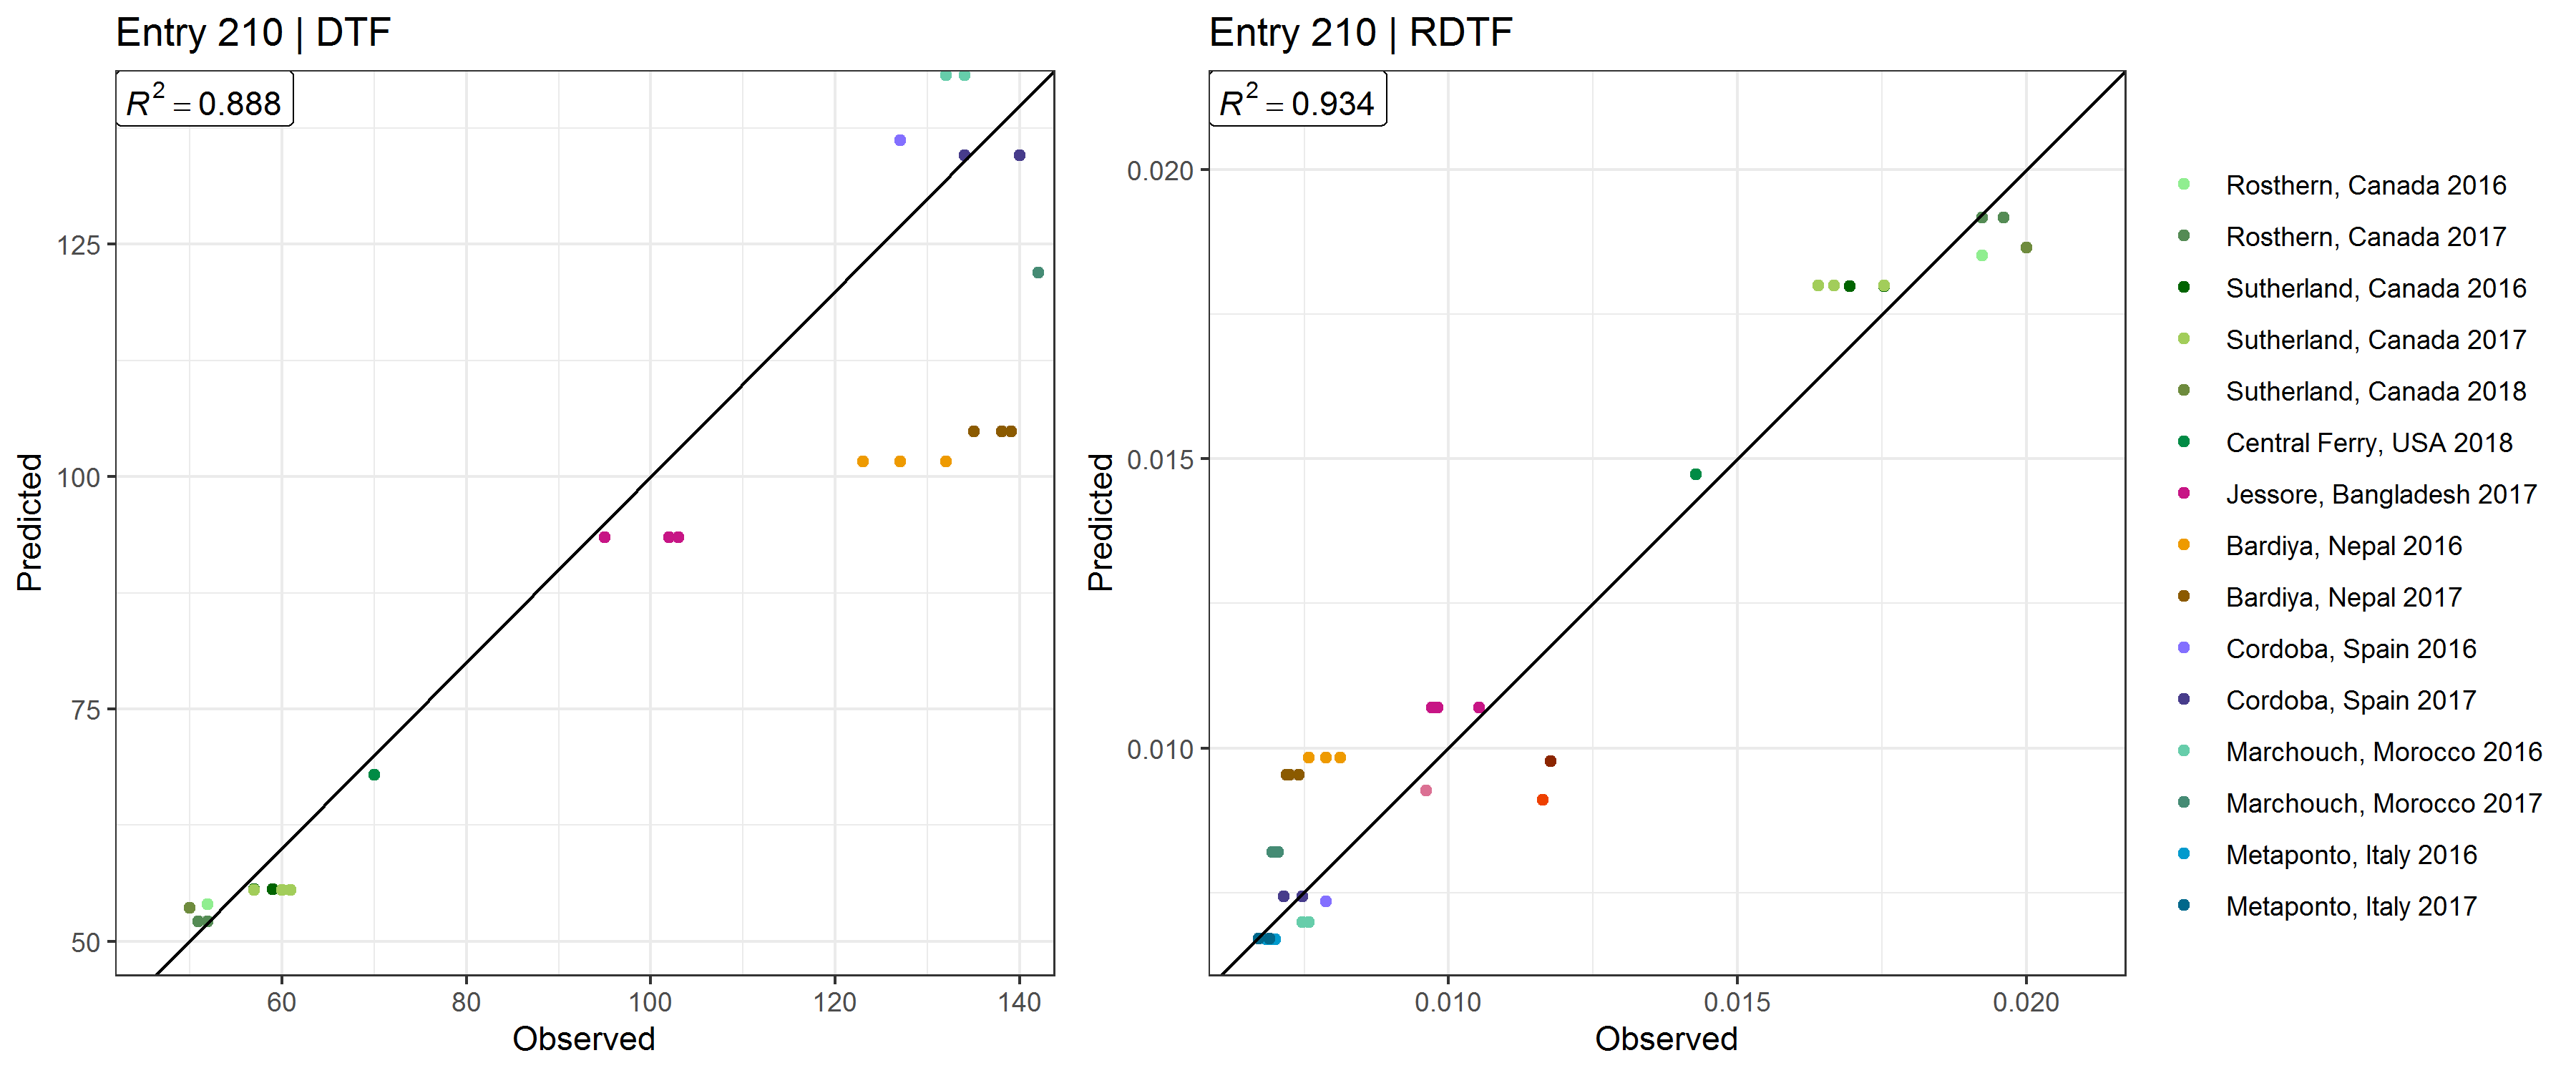 Entry 210 | DTF
R² = 0.888
125
100
75
50
Predicted
60 80 100 120 140
Observed
Entry 210 | RDTF
R² = 0.934
0.020
0.015
0.010
Predicted
0.010 0.015 0.020
Observed
Rosthern, Canada 2016
Rosthern, Canada 2017
Sutherland, Canada 2016
Sutherland, Canada 2017
Sutherland, Canada 2018
Central Ferry, USA 2018
Jessore, Bangladesh 2017
Bardiya, Nepal 2016
Bardiya, Nepal 2017
Cordoba, Spain 2016
Cordoba, Spain 2017
Marchouch, Morocco 2016
Marchouch, Morocco 2017
Metaponto, Italy 2016
Metaponto, Italy 2017